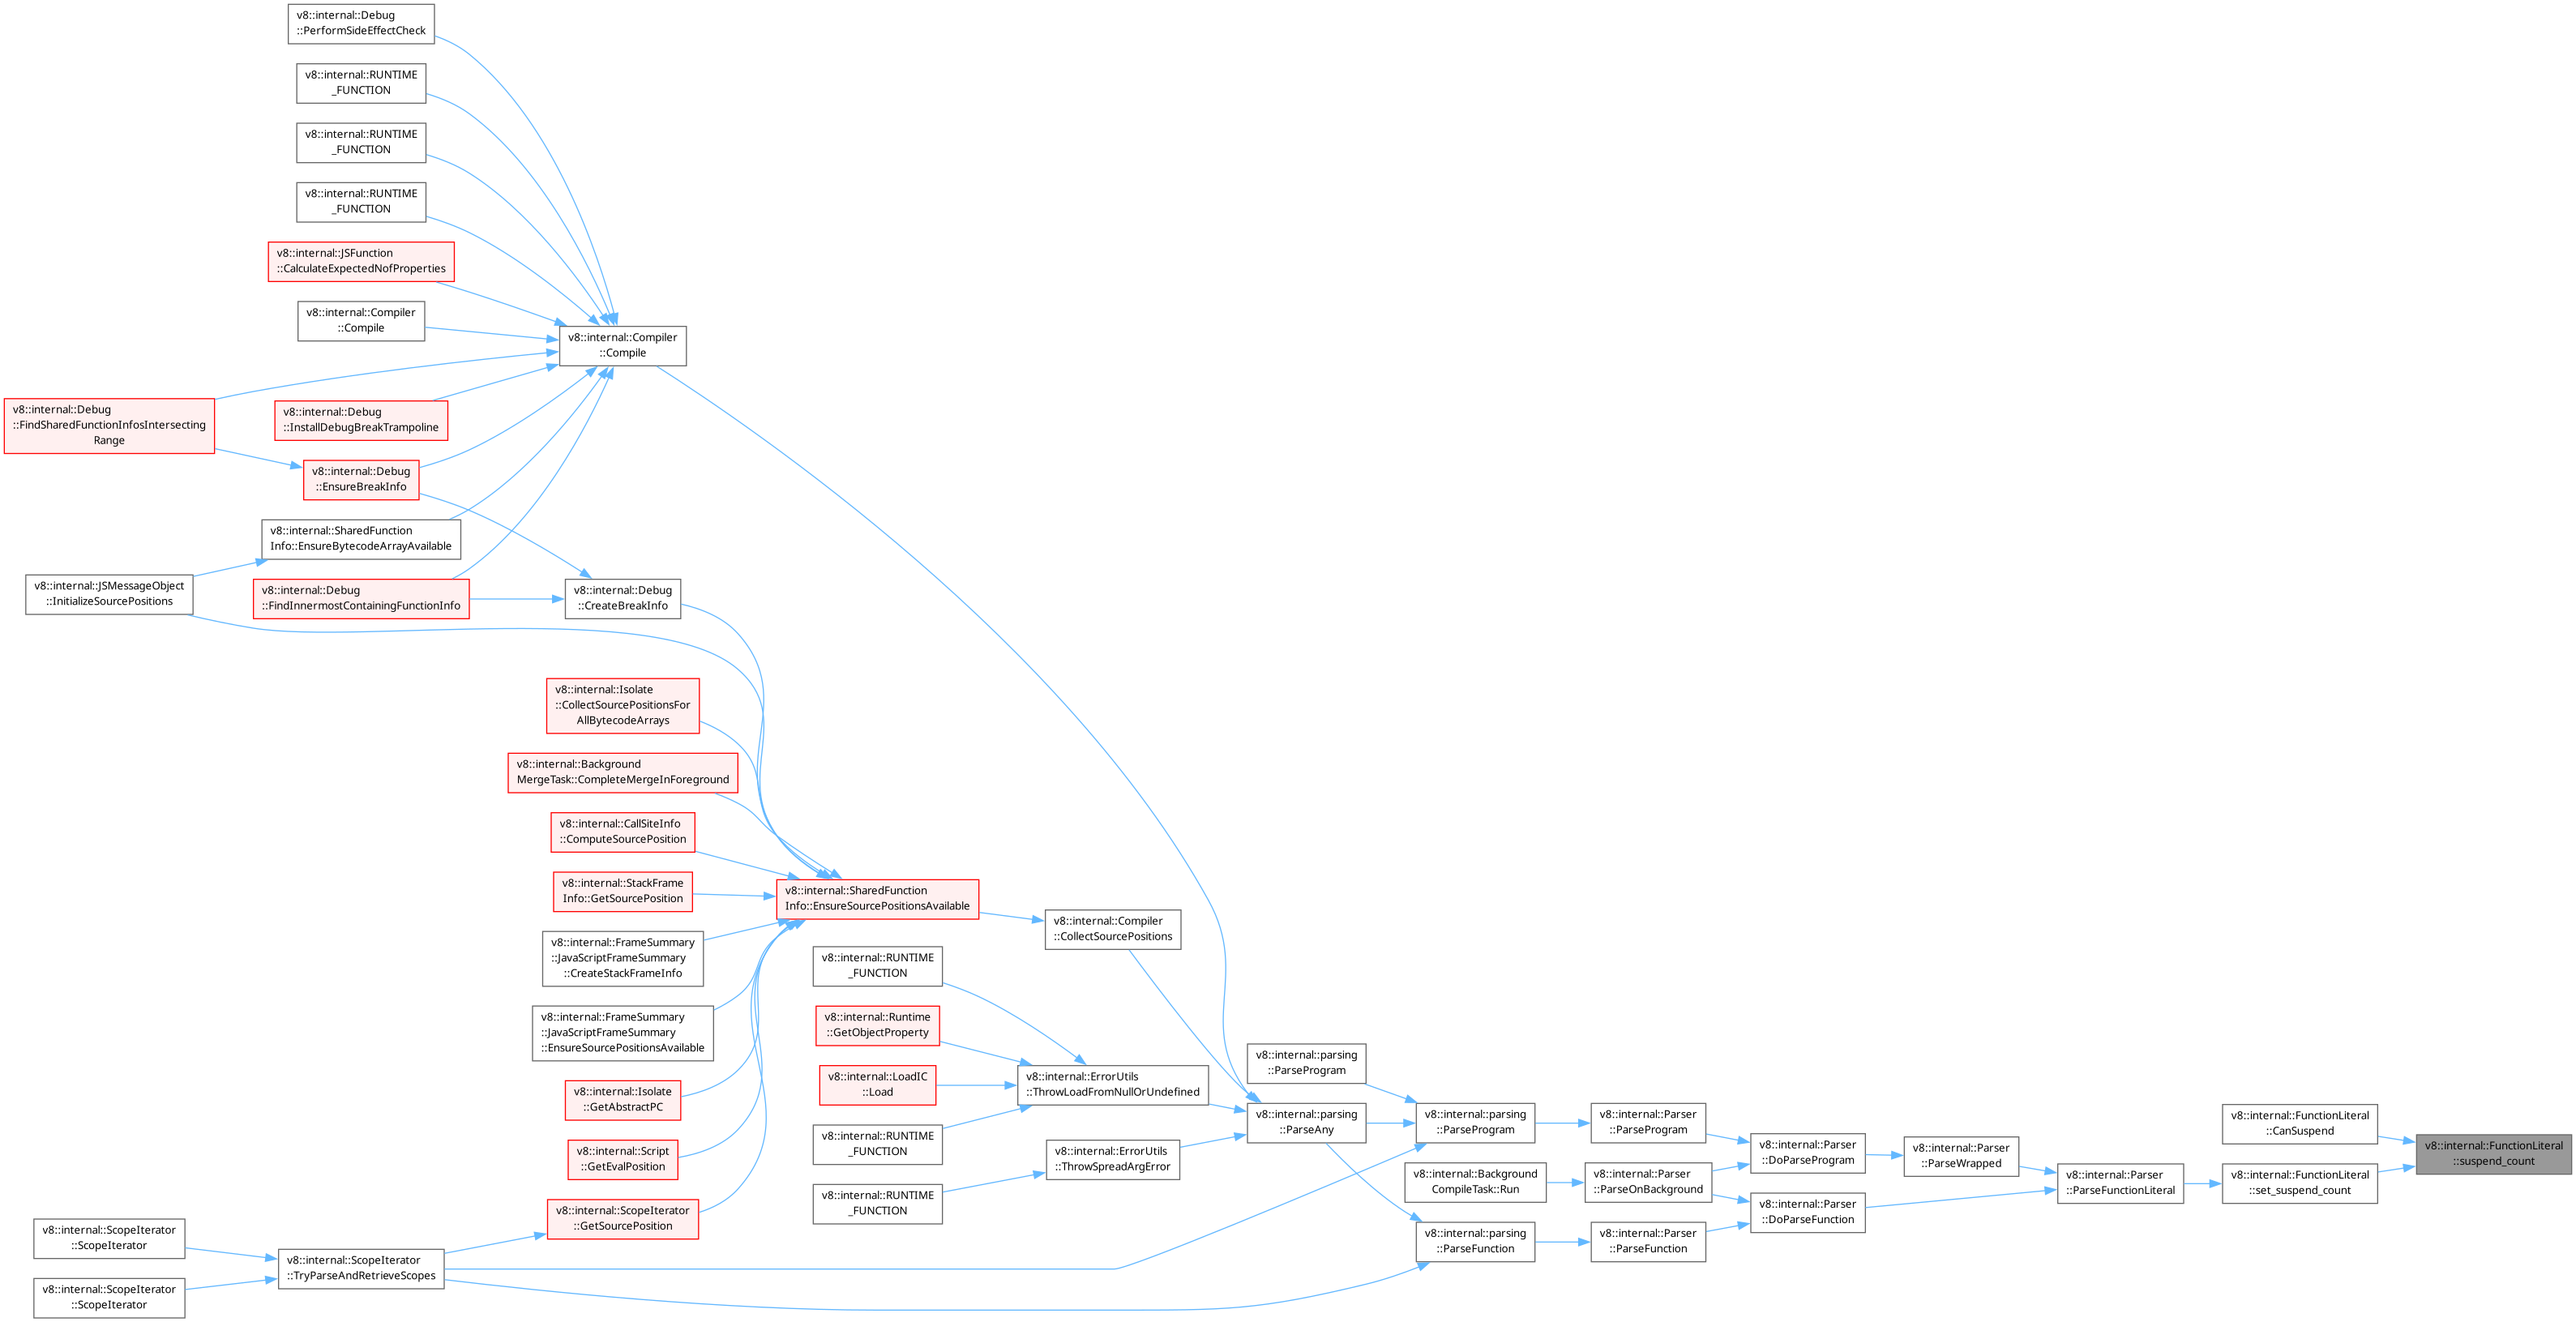 v8::internal::Debug
::PerformSideEffectCheck
v8::internal::RUNTIME
_FUNCTION
v8::internal::RUNTIME
_FUNCTION
v8::internal::RUNTIME
_FUNCTION
v8::internal::JSFunction
::CalculateExpectedNofProperties
v8::internal::Compiler
::Compile
v8::internal::Compiler
::Compile
v8::internal::Debug
::FindSharedFunctionInfosIntersecting
Range
v8::internal::Debug
::InstallDebugBreakTrampoline
v8::internal::Debug
::EnsureBreakInfo
v8::internal::SharedFunction
Info::EnsureBytecodeArrayAvailable
v8::internal::JSMessageObject
::InitializeSourcePositions
v8::internal::Debug
::FindInnermostContainingFunctionInfo
v8::internal::Debug
::CreateBreakInfo
v8::internal::Isolate
::CollectSourcePositionsFor
AllBytecodeArrays
v8::internal::Background
MergeTask::CompleteMergeInForeground
v8::internal::CallSiteInfo
::ComputeSourcePosition
v8::internal::StackFrame
Info::GetSourcePosition
v8::internal::SharedFunction
Info::EnsureSourcePositionsAvailable
v8::internal::Compiler
::CollectSourcePositions
v8::internal::FrameSummary
::JavaScriptFrameSummary
::CreateStackFrameInfo
v8::internal::RUNTIME
_FUNCTION
v8::internal::FrameSummary
::JavaScriptFrameSummary
::EnsureSourcePositionsAvailable
v8::internal::Runtime
::GetObjectProperty
v8::internal::parsing
::ParseProgram
v8::internal::Isolate
::GetAbstractPC
v8::internal::LoadIC
::Load
v8::internal::ErrorUtils
::ThrowLoadFromNullOrUndefined
v8::internal::parsing
::ParseAny
v8::internal::parsing
::ParseProgram
v8::internal::Parser
::ParseProgram
v8::internal::FunctionLiteral
::CanSuspend
v8::internal::Script
::GetEvalPosition
v8::internal::RUNTIME
_FUNCTION
v8::internal::ErrorUtils
::ThrowSpreadArgError
v8::internal::Parser
::DoParseProgram
v8::internal::Parser
::ParseWrapped
v8::internal::FunctionLiteral
::suspend_count
v8::internal::Background
CompileTask::Run
v8::internal::Parser
::ParseOnBackground
v8::internal::Parser
::ParseFunctionLiteral
v8::internal::FunctionLiteral
::set_suspend_count
v8::internal::RUNTIME
_FUNCTION
v8::internal::Parser
::DoParseFunction
v8::internal::ScopeIterator
::GetSourcePosition
v8::internal::parsing
::ParseFunction
v8::internal::Parser
::ParseFunction
v8::internal::ScopeIterator
::ScopeIterator
v8::internal::ScopeIterator
::TryParseAndRetrieveScopes
v8::internal::ScopeIterator
::ScopeIterator